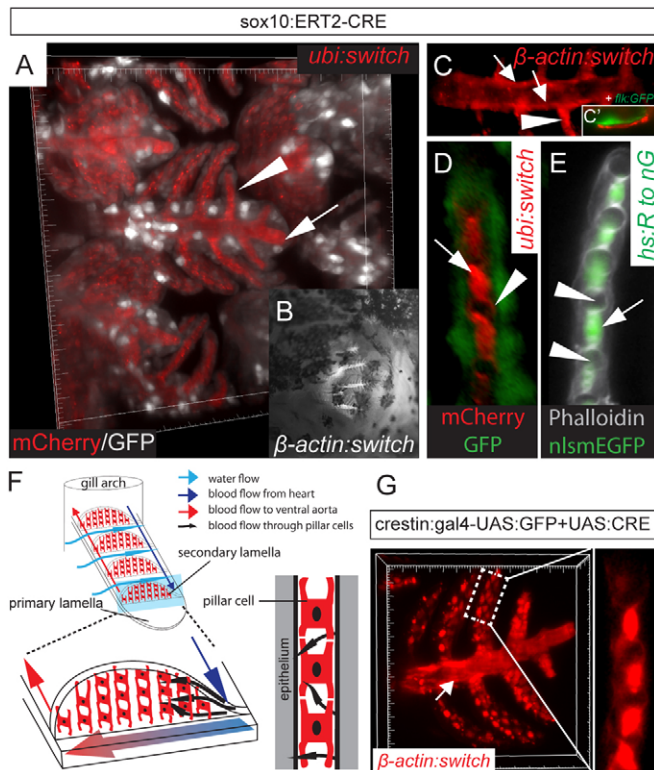 sox10:ERT2-CRE
A
ubi:switch
mCherry/GFP
B
β-actin:switch
C
β-actin:switch
+ flk:GFP
C'
D
ubi:switch
mCherry
GFP
E
hs:R to nG
Phalloidin
nlsmEGFP
F
gill arch
water flow
blood flow from heart
blood flow to ventral aorta
blood flow through pillar cells
secondary lamella
primary lamella
pillar cell
epithelium
G
crestin:gal4-UAS:GFP+UAS:CRE
β-actin:switch